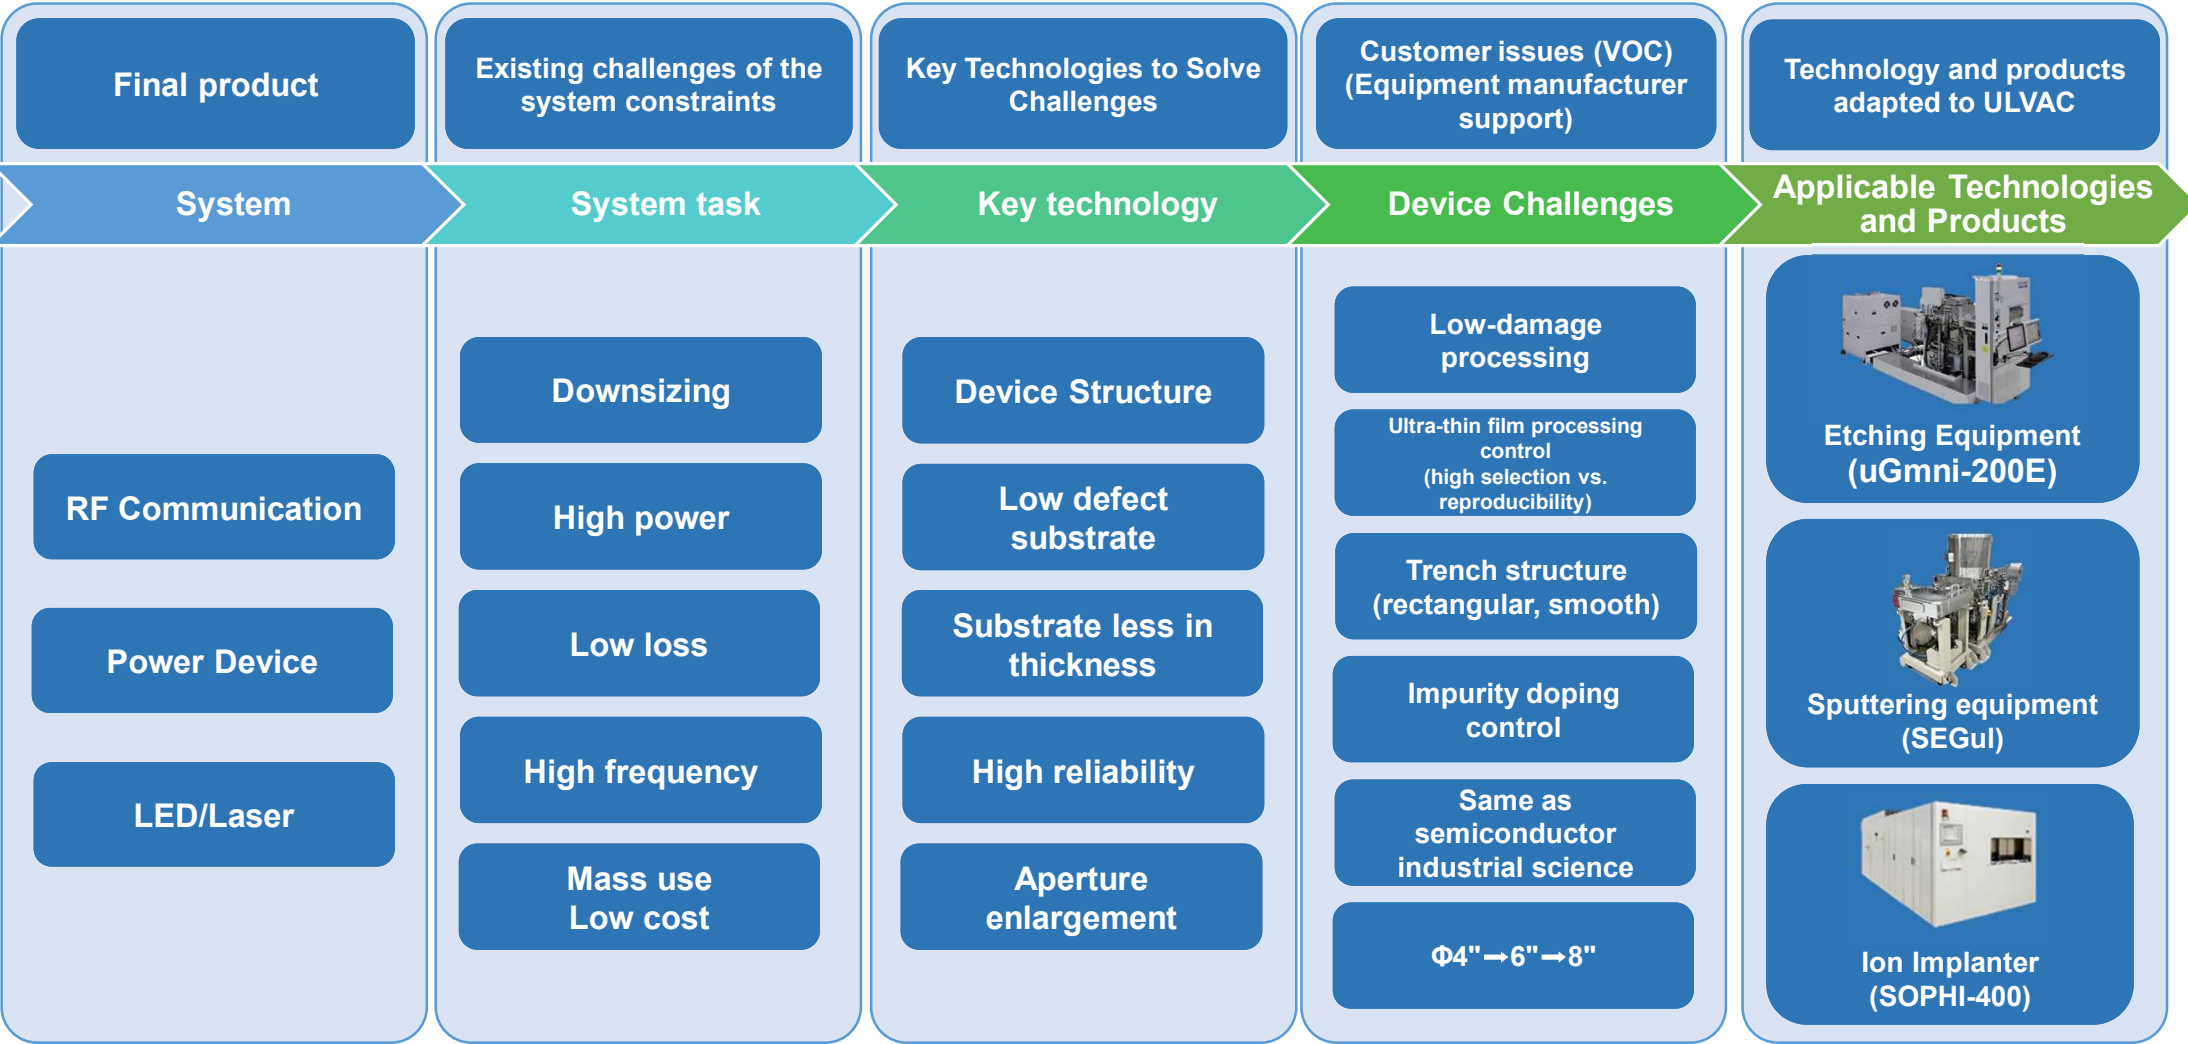 Final product
Existing challenges of the
system constraints
Key Technologies to Solve
Challenges
Customer issues (VOC)
(Equipment manufacturer
support)
Technology and products
adapted to ULVAC
System
System task
Key technology
Device Challenges
Applicable Technologies
and Products
RF Communication
Power Device
LED/Laser
Downsizing
High power
Low loss
High frequency
Mass use
Low cost
Device Structure
Low defect
substrate
Substrate less in
thickness
High reliability
Aperture
enlargement
Low-damage
processing
Ultra-thin film processing
control
(high selection vs.
reproducibility)
Trench structure
(rectangular, smooth)
Impurity doping
control
Same as
semiconductor
industrial science
Φ4"→6"→8"
Etching Equipment
(uGmni-200E)
Sputtering equipment
(SEGul)
Ion Implanter
(SOPHI-400)